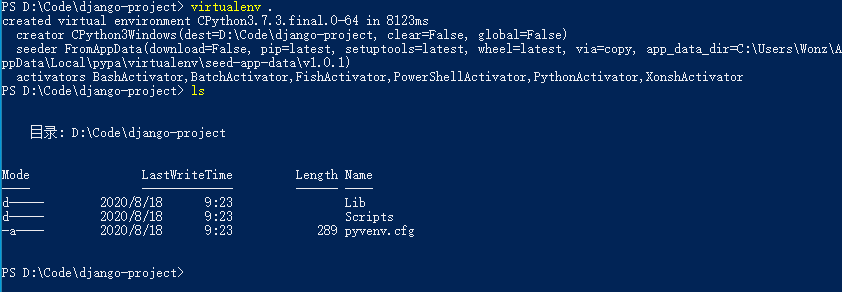 PS D:\Code\django-project> virtualenv .
created virtual environment CPython3.7.3.final.0-64 in 8123ms
  creator CPython3Windows(dest=D:\Code\django-project, clear=False, global=False)
  seeder FromAppData(download=False, pip=latest, setuptools=latest, wheel=latest, via=copy, app_data_dir=C:\Users\Wonz\A
ppData\Local\pypa\virtualenv\seed-app-data\v1.0.1)
  activators BashActivator,BatchActivator,FishActivator,PowerShellActivator,PythonActivator,XonshActivator
PS D:\Code\django-project> ls
目录: D:\Code\django-project
Mode                LastWriteTime         Length Name
----                -------------         ------ ----
d-----        2020/8/18      9:23                Lib
d-----        2020/8/18      9:23                Scripts
-a----        2020/8/18      9:23            289 pyvenv.cfg
PS D:\Code\django-project>